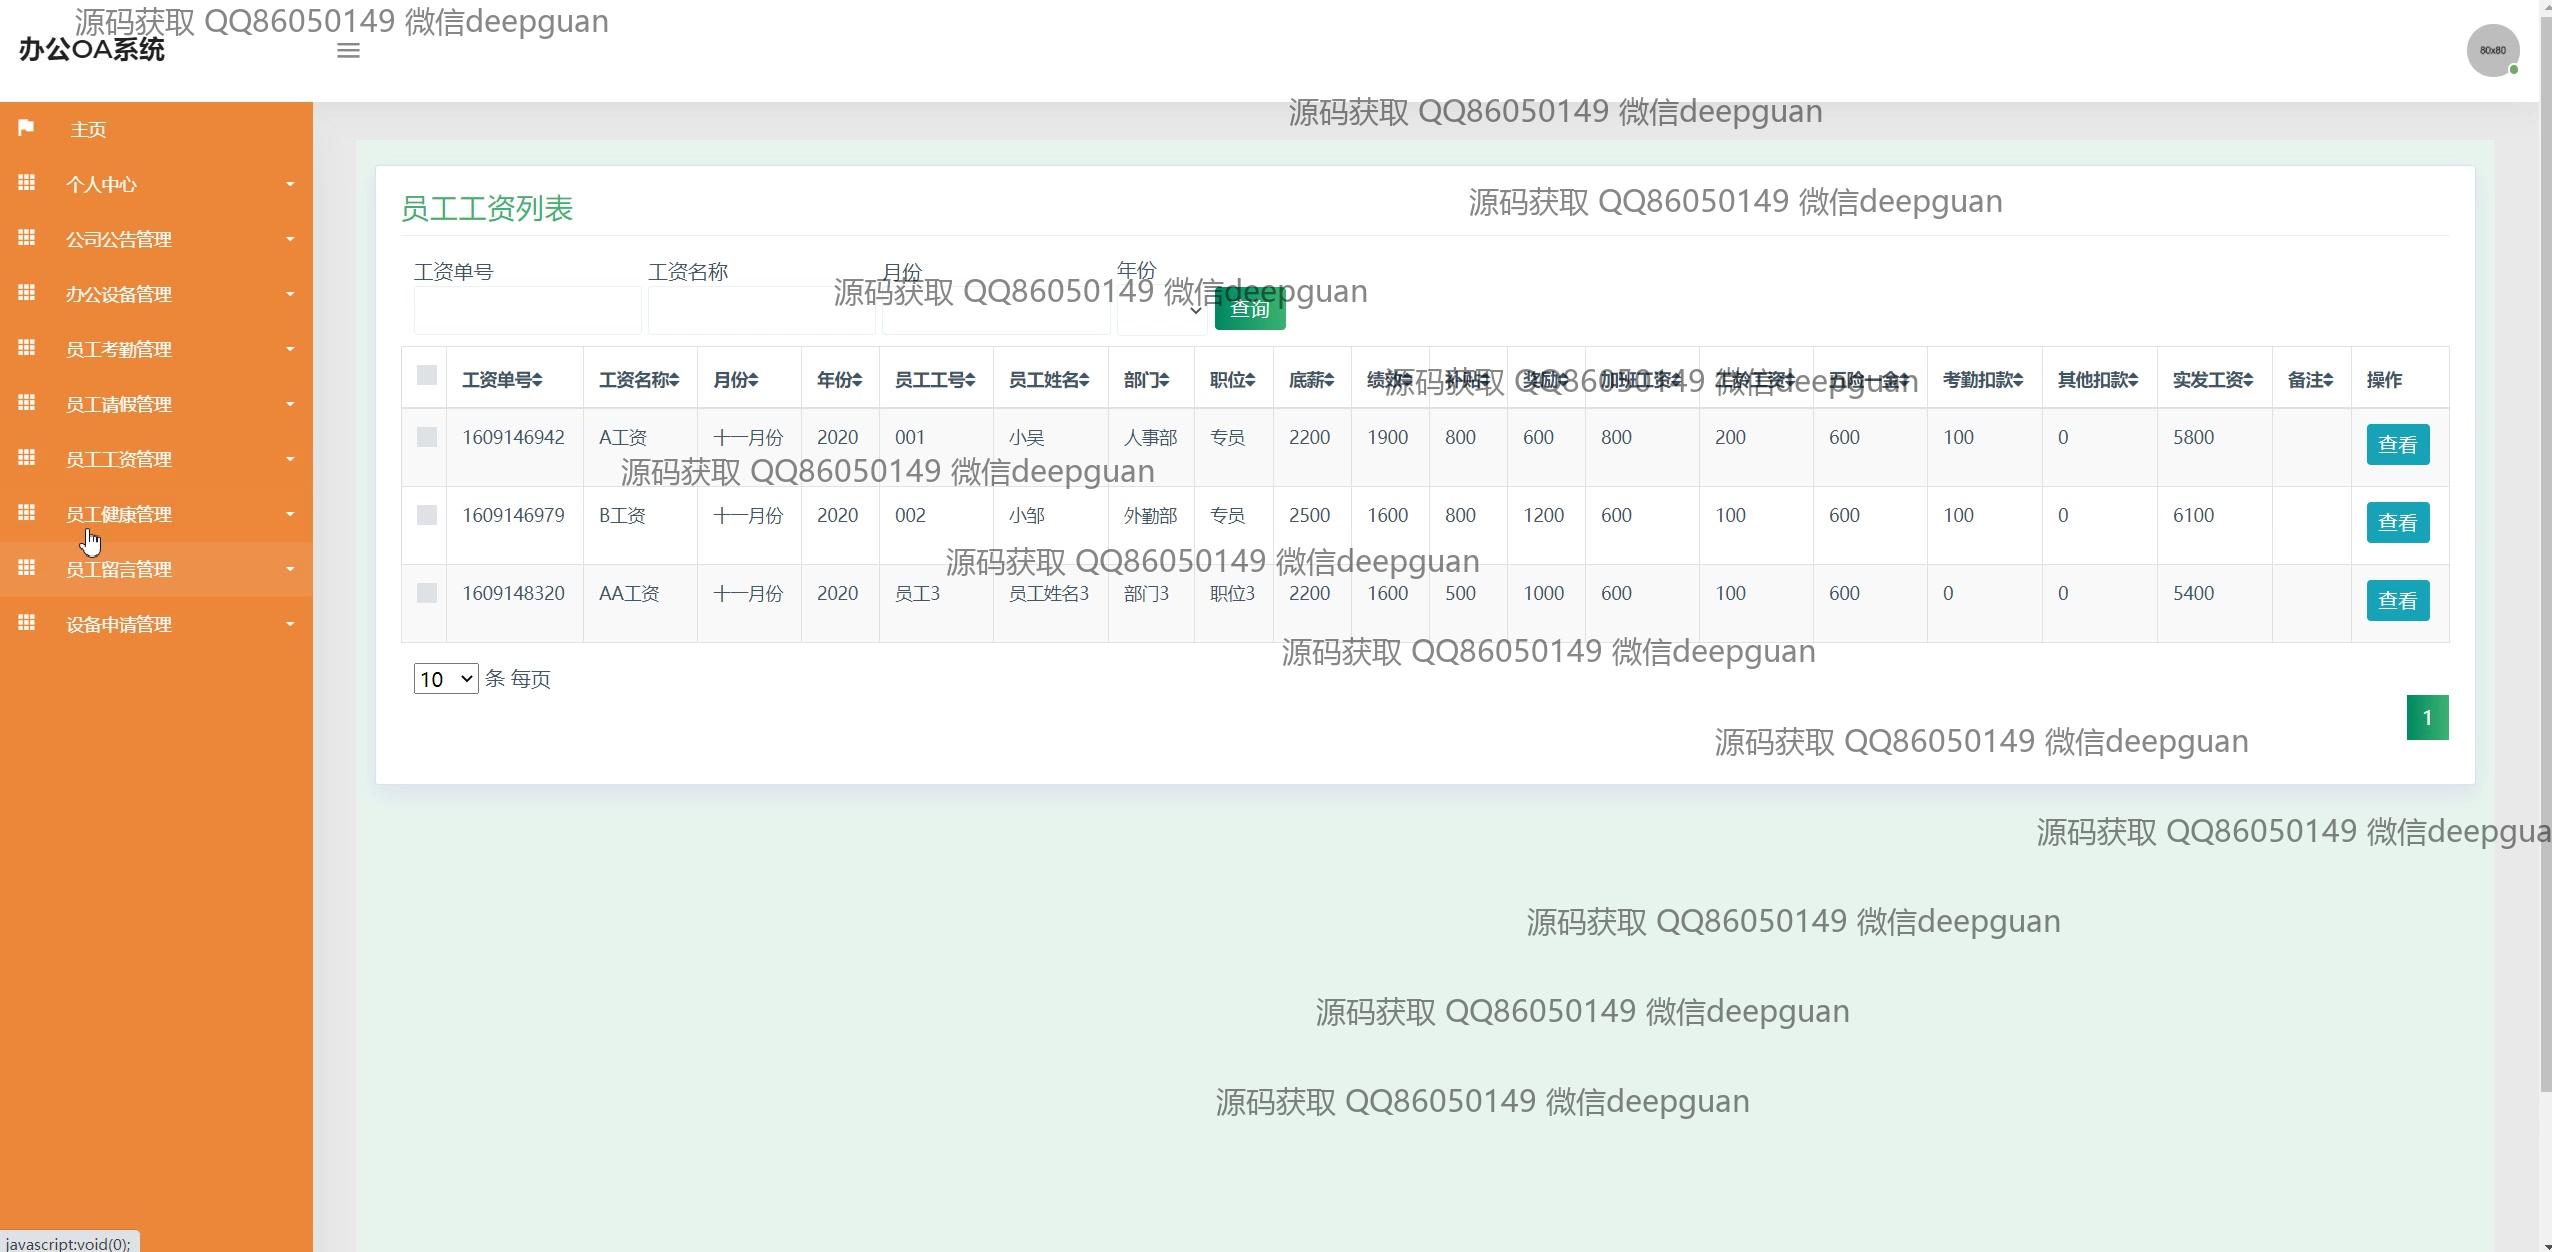 源码获取 QQ86050149 微信deepguan
办公OA系统
80x80
源码获取 QQ86050149 微信deepguan
主页
个人中心
公司公告管理
办公设备管理
员工考勤管理
员工请假管理
员工工资管理
员工健康管理
员工留言管理
设备申请管理
源码获取 QQ86050149 微信deepguan
员工工资列表
工资单号 工资名称 月份 年份
源码获取 QQ86050149 微信deepguan
查询
工资单号 工资名称 月份 年份 员工工号 员工姓名 部门 职位 底薪 绩效 补贴 奖励 加班工资 工龄工资 五险一金 考勤扣款 其他扣款 实发工资 备注 操作
源码获取 QQ86050149 微信deepguan
1609146942 A工资 十一月份 2020 001 小吴 人事部 专员 2200 1900 800 600 800 200 600 100 0 5800 查看
源码获取 QQ86050149 微信deepguan
1609146979 B工资 十一月份 2020 002 小邹 外勤部 专员 2500 1600 800 1200 600 100 600 100 0 6100 查看
源码获取 QQ86050149 微信deepguan
1609148320 AA工资 十一月份 2020 员工3 员工姓名3 部门3 职位3 2200 1600 500 1000 600 100 600 0 0 5400 查看
源码获取 QQ86050149 微信deepguan
10 条 每页
1
源码获取 QQ86050149 微信deepguan
源码获取 QQ86050149 微信deepgua
源码获取 QQ86050149 微信deepguan
源码获取 QQ86050149 微信deepguan
源码获取 QQ86050149 微信deepguan
javascript:void(0);